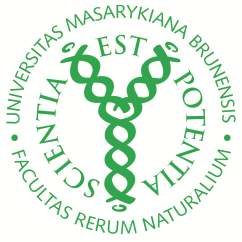 UNIVERSITAS MASARYKIANA BRUNENSIS
• FACULTAS RERUM NATURALIUM •
SCIENTIA
EST
POTENTIA